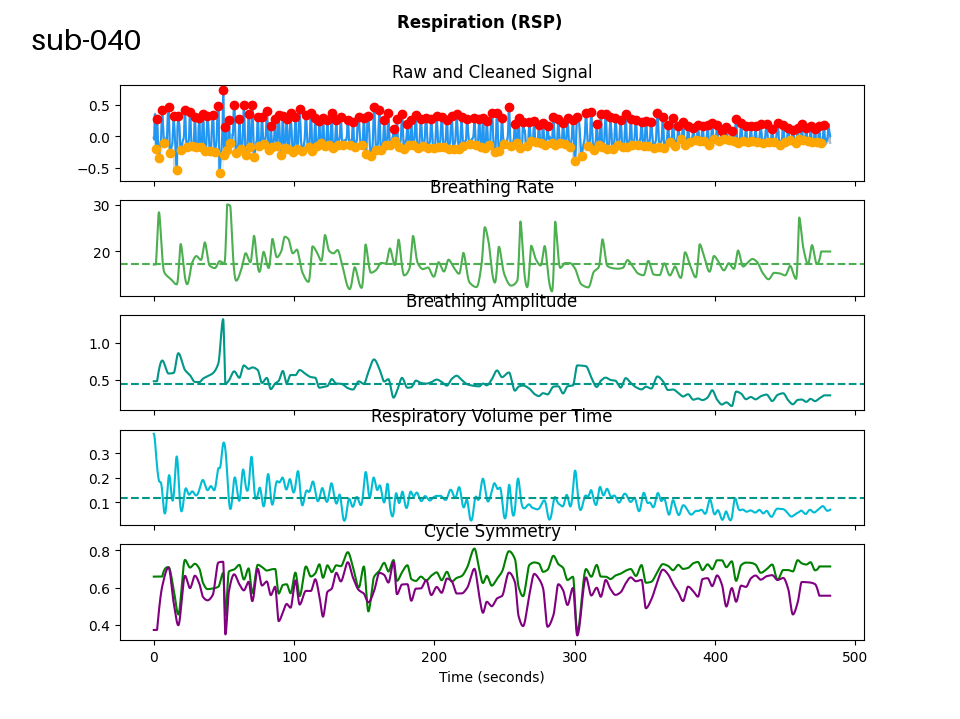 Respiration (RSP)
sub-040
Raw and Cleaned Signal
0.5
0.0
−0.5
Breathing Rate
30
20
Breathing Amplitude
1.0
0.5
Respiratory Volume per Time
0.3
0.2
0.1
Cycle Symmetry
0.8
0.6
0.4
0 100 200 300 400 500
Time (seconds)